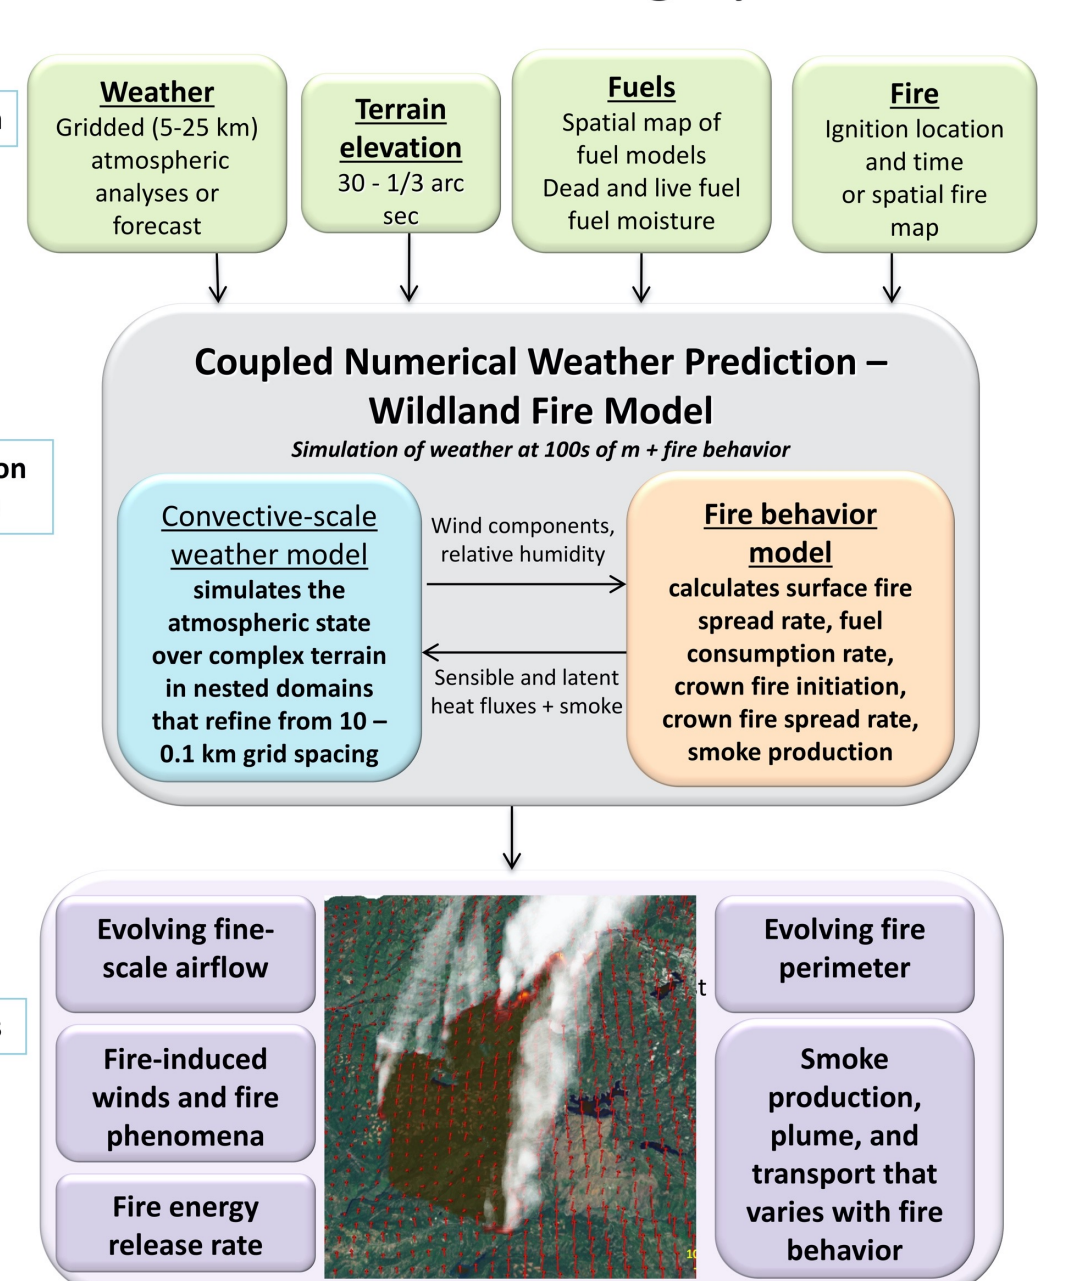 Weather
Gridded (5-25 km)
atmospheric
analyses or
forecast
Terrain
elevation
30 - 1/3 arc
sec
Fuels
Spatial map of
fuel models
Dead and live fuel
fuel moisture
Fire
Ignition location
and time
or spatial fire
map
Coupled Numerical Weather Prediction –
Wildland Fire Model
Simulation of weather at 100s of m + fire behavior
on
Convective-scale
weather model
simulates the
atmospheric state
over complex terrain
in nested domains
that refine from 10 –
0.1 km grid spacing
Wind components,
relative humidity
Sensible and latent
heat fluxes + smoke
Fire behavior
model
calculates surface fire
spread rate, fuel
consumption rate,
crown fire initiation,
crown fire spread rate,
smoke production
Evolving fine-
scale airflow
Fire-induced
winds and fire
phenomena
Fire energy
release rate
t
10
Evolving fire
perimeter
Smoke
production,
plume, and
transport that
varies with fire
behavior